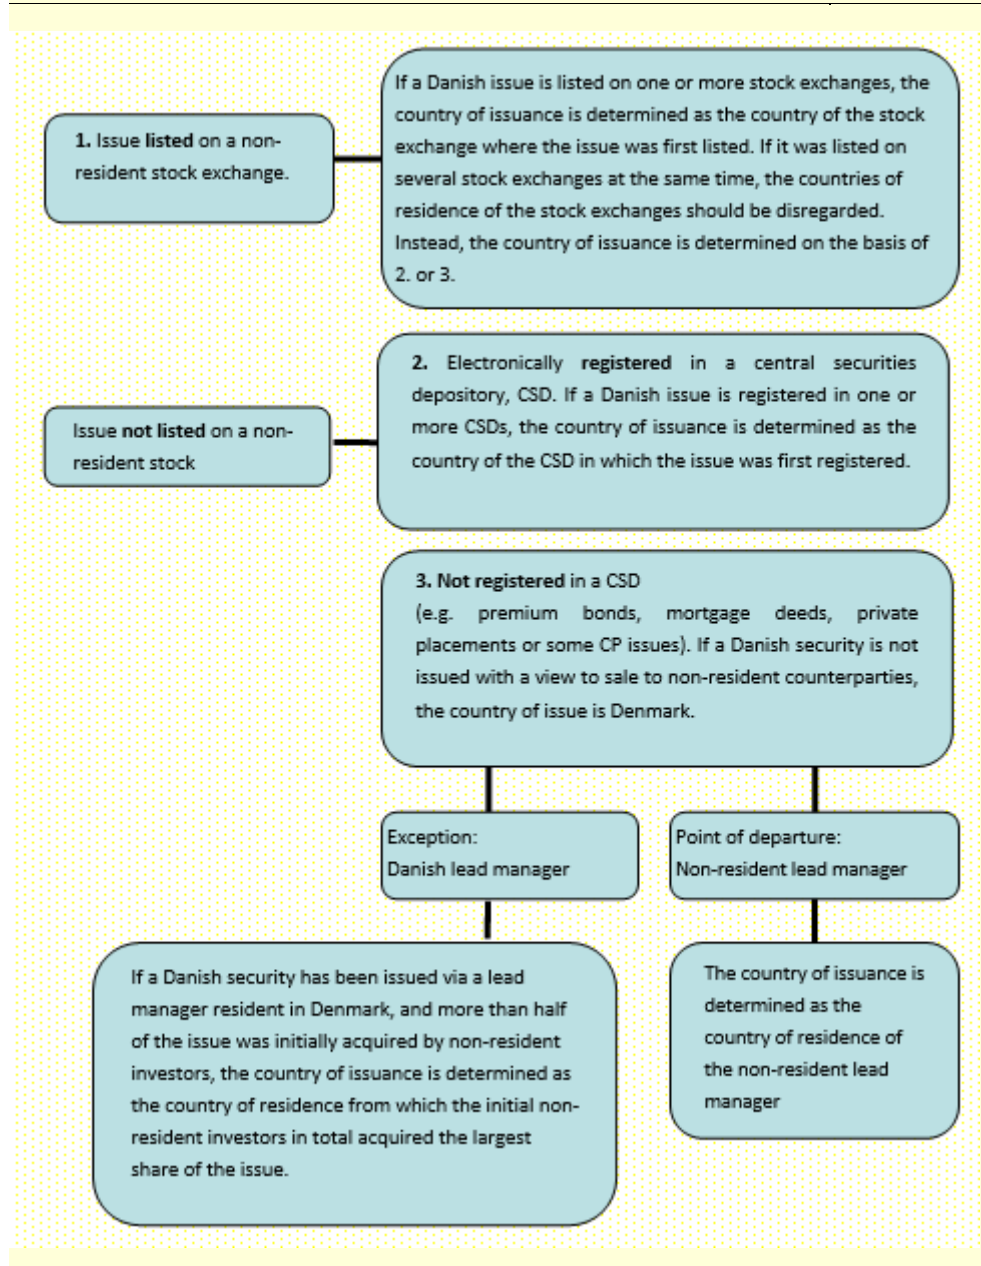 1. Issue listed on a non-
resident stock exchange.
If a Danish issue is listed on one or more stock exchanges, the
country of issuance is determined as the country of the stock
exchange where the issue was first listed. If it was listed on
several stock exchanges at the same time, the countries of
residence of the stock exchanges should be disregarded.
Instead, the country of issuance is determined on the basis of
2. or 3.
Issue not listed on a non-
resident stock
2. Electronically registered in a central securities
depository, CSD. If a Danish issue is registered in one or
more CSDs, the country of issuance is determined as the
country of the CSD in which the issue was first registered.
3. Not registered in a CSD
(e.g. premium bonds, mortgage deeds, private
placements or some CP issues). If a Danish security is not
issued with a view to sale to non-resident counterparties,
the country of issue is Denmark.
Exception:
Danish lead manager
Point of departure:
Non-resident lead manager
If a Danish security has been issued via a lead
manager resident in Denmark, and more than half
of the issue was initially acquired by non-resident
investors, the country of issuance is determined as
the country of residence from which the initial non-
resident investors in total acquired the largest
share of the issue.
The country of issuance is
determined as the
country of residence of
the non-resident lead
manager